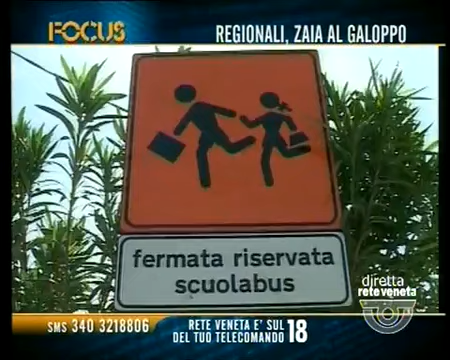 FOCUS
REGIONALI, ZAIA AL GALOPPO
fermata riservata
scuolabus
diretta
rete veneta
SMS 340 3218806
RETE VENETA E' SUL
DEL TUO TELECOMANDO 18